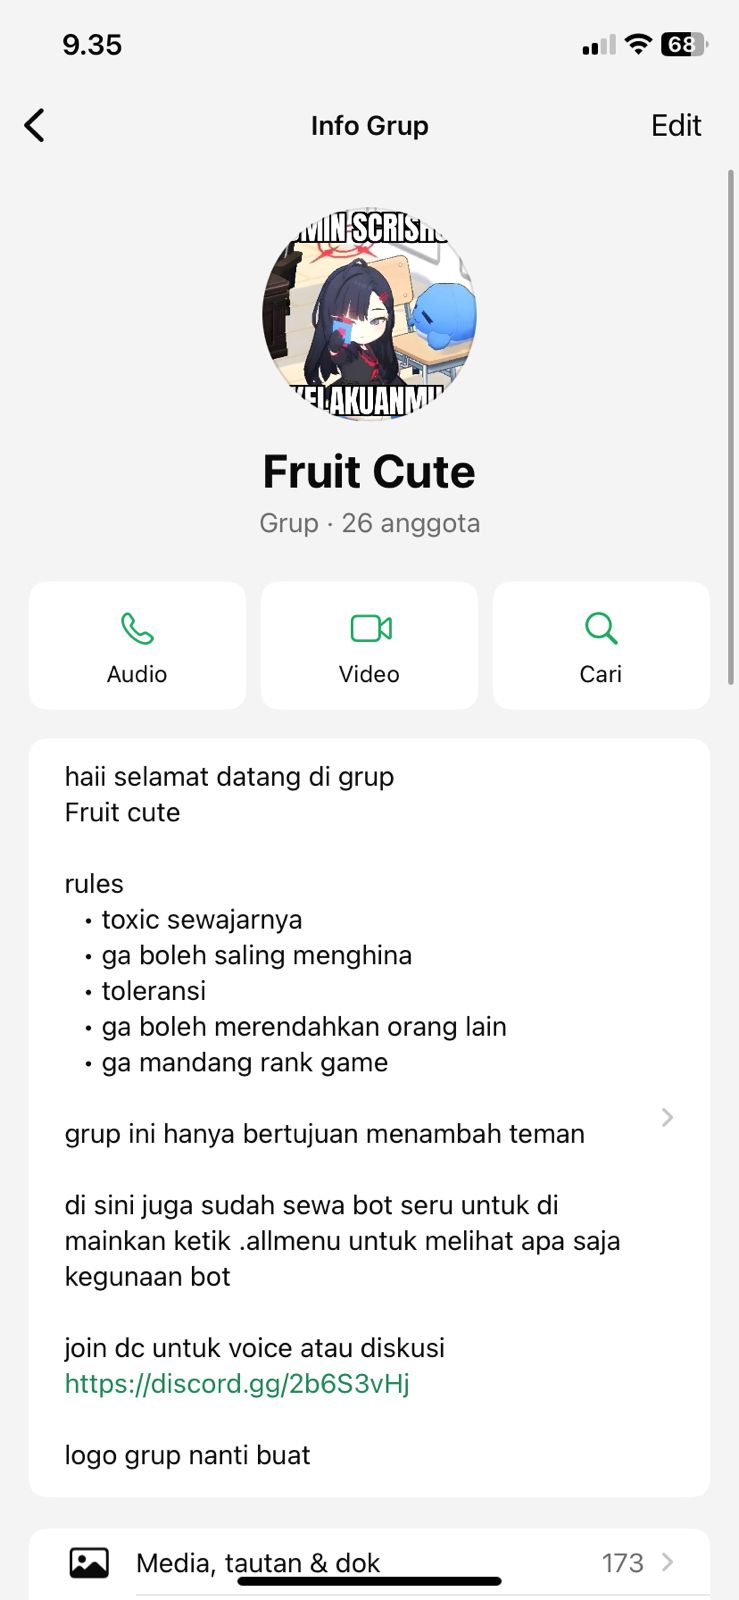 9.35
68
Info Grup
Edit
KELAKUANMU
Fruit Cute
Grup · 26 anggota
Audio
Video
Cari
haii selamat datang di grup
Fruit cute
rules
• toxic sewajarnya
• ga boleh saling menghina
• toleransi
• ga boleh merendahkan orang lain
• ga mandang rank game
grup ini hanya bertujuan menambah teman
di sini juga sudah sewa bot seru untuk di
mainkan ketik .allmenu untuk melihat apa saja
kegunaan bot
join dc untuk voice atau diskusi
https://discord.gg/2b6S3vHj
logo grup nanti buat
Media, tautan & dok
173